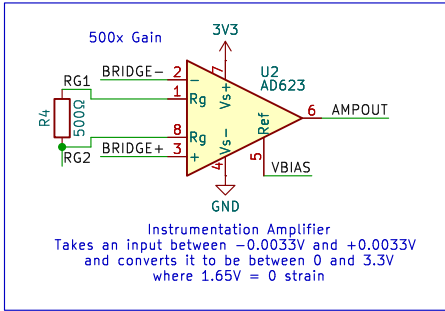 500x Gain
3V3
BRIDGE-
2
-
7
Vs+
U2
AD623
RG1
1
Rg
R4
500Ω
6
AMPOUT
8
Rg
Ref
RG2
BRIDGE+
3
+
Vs-
4
5
VBIAS
GND
Instrumentation Amplifier
Takes an input between -0.0033V and +0.0033V
and converts it to be between 0 and 3.3V
where 1.65V = 0 strain